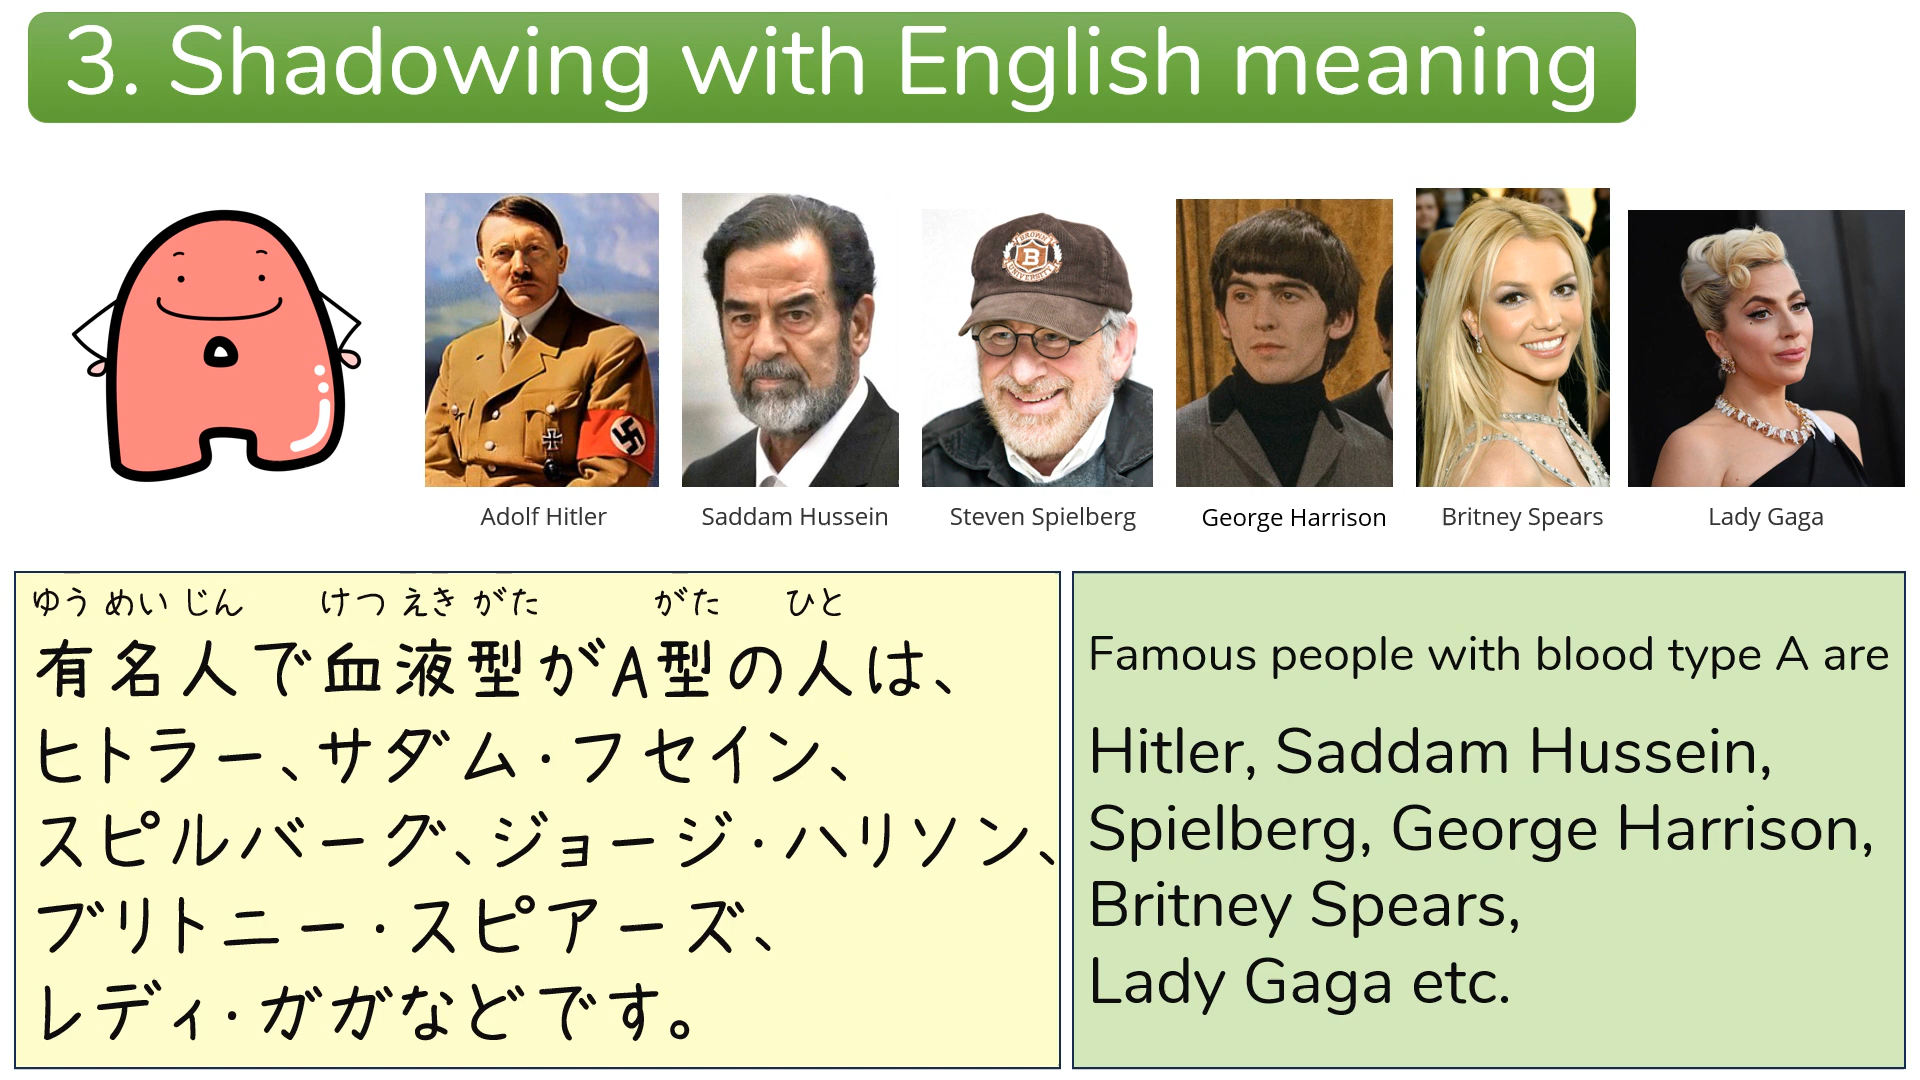 3. Shadowing with English meaning
BROWN
B
UNIVERSITY
Adolf Hitler
Saddam Hussein
Steven Spielberg
George Harrison
Britney Spears
Lady Gaga
ゆう めい じん けつ えき がた がた ひと
有名人で血液型がA型の人は、
ヒトラー、サダム・フセイン、
スピルバーグ、ジョージ・ハリソン、
ブリトニー・スピアーズ、
レディ・ガガなどです。
Famous people with blood type A are
Hitler, Saddam Hussein,
Spielberg, George Harrison,
Britney Spears,
Lady Gaga etc.